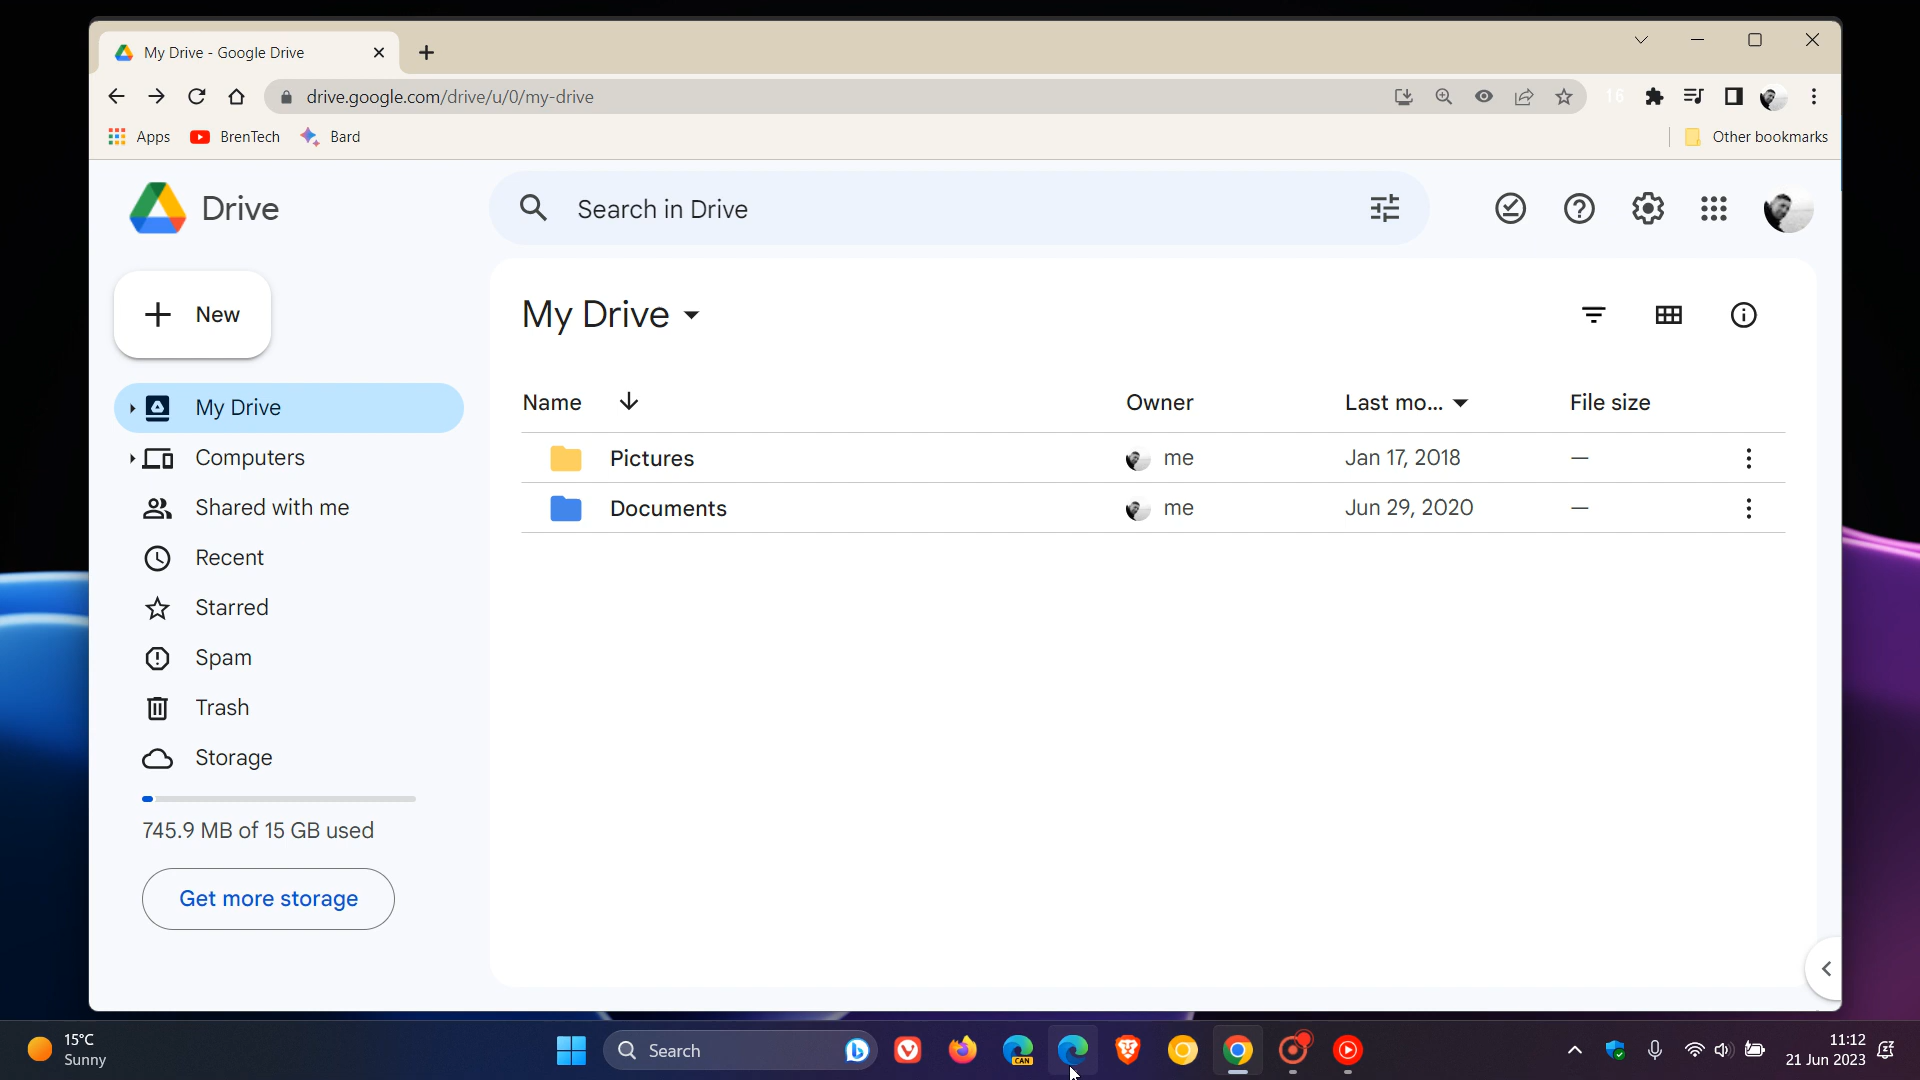 My Drive - Google Drive
drive.google.com/drive/u/0/my-drive
16
Apps
BrenTech
Bard
Other bookmarks
Drive
Search in Drive
New
My Drive
Name
Owner
Last mo...
File size
Pictures
me
Jan 17, 2018
—
Documents
me
Jun 29, 2020
—
My Drive
Computers
Shared with me
Recent
Starred
Spam
Trash
Storage
745.9 MB of 15 GB used
Get more storage
15°C
Sunny
Search
CAN
11:12
21 Jun 2023